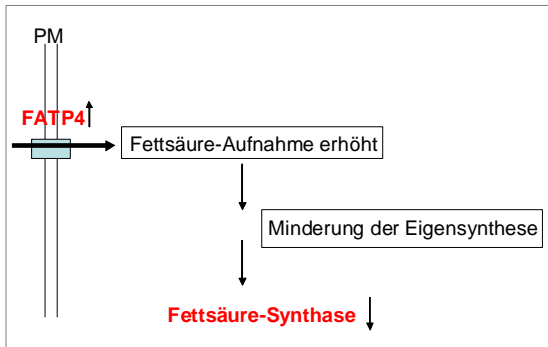 PM
FATP4
Fettsäure-Aufnahme erhöht
Minderung der Eigensynthese
Fettsäure-Synthase